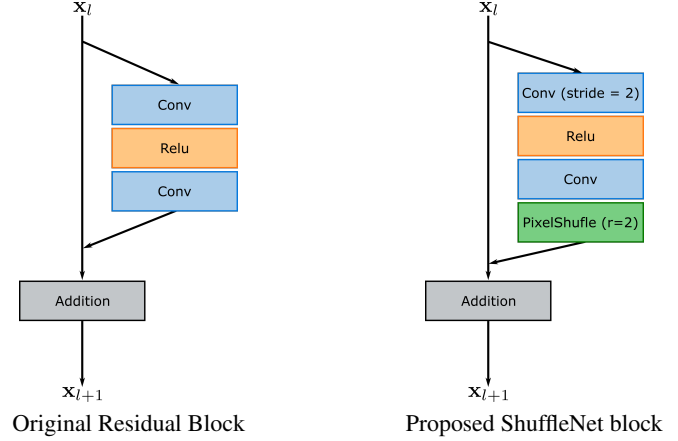 x_l
Conv
Relu
Conv
Addition
x_{l+1}
Original Residual Block
x_l
Conv (stride = 2)
Relu
Conv
PixelShufle (r=2)
Addition
x_{l+1}
Proposed ShuffleNet block